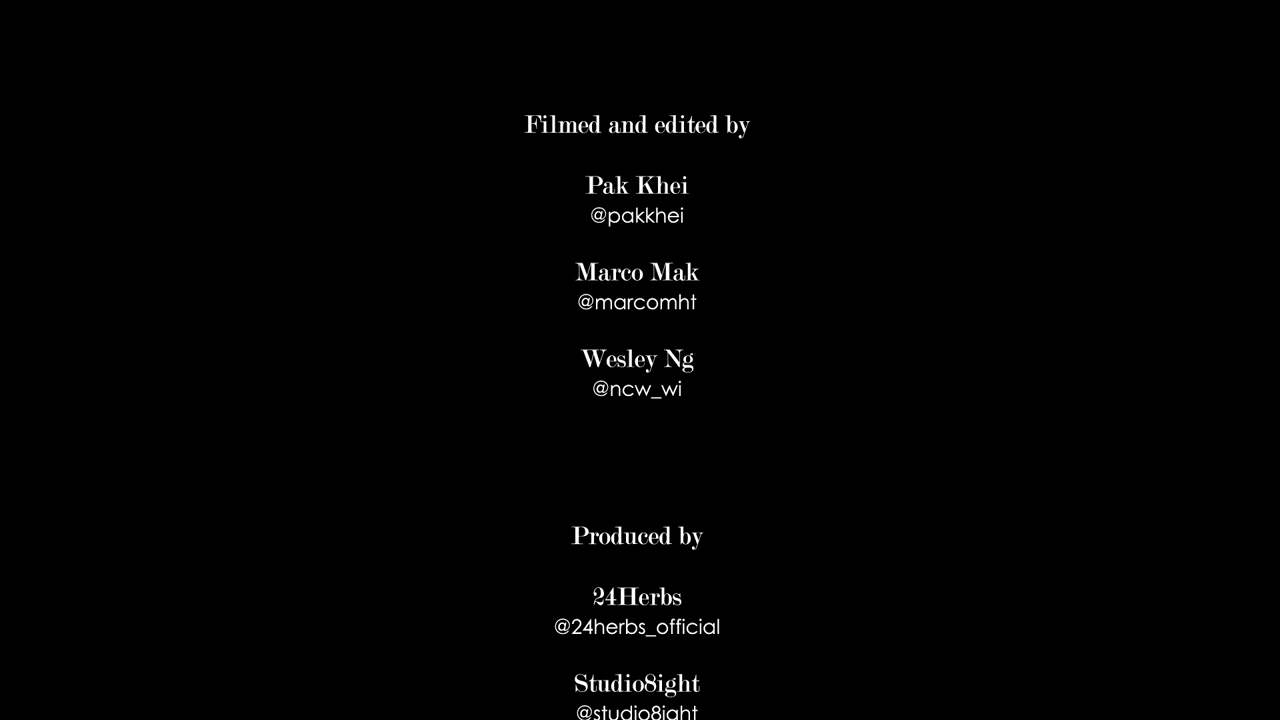 Filmed and edited by
Pak Khei
@pakkhei
Marco Mak
@marcomht
Wesley Ng
@ncw_wi
Produced by
24Herbs
@24herbs_official
Studio8ight
@studio8ight